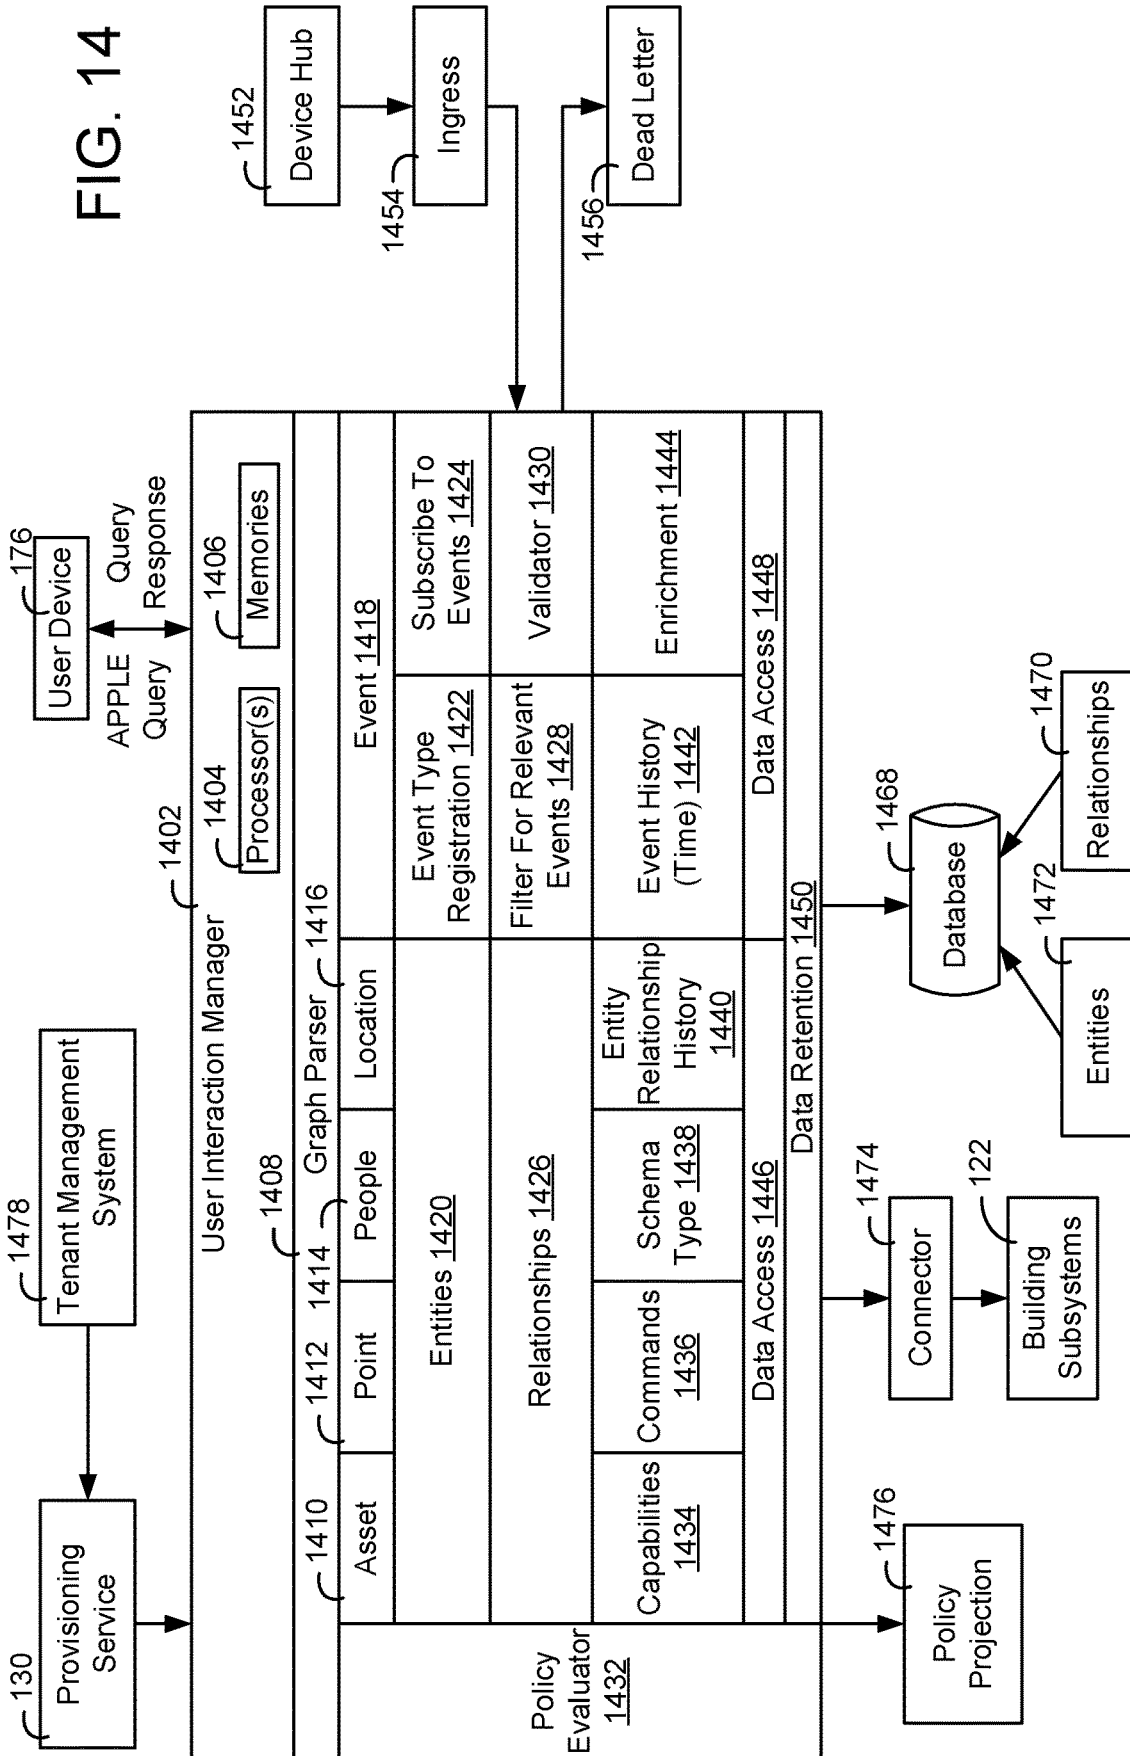 FIG. 14
1478
Tenant Management
System
130
Provisioning
Service
176
User Device
APPLE
Query
Query
Response
1402
User Interaction Manager
1404
Processor(s)
1406
Memories
1408
Graph Parser
1410
Asset
1412
Point
1414
People
1416
Location
Event 1418
Entities 1420
Event Type
Registration 1422
Subscribe To
Events 1424
Relationships 1426
Filter For Relevant
Events 1428
Validator 1430
Policy
Evaluator
1432
Capabilities
1434
Commands
1436
Schema
Type 1438
Entity
Relationship
History
1440
Event History
(Time) 1442
Enrichment 1444
Data Access 1446
Data Access 1448
Data Retention 1450
1452
Device Hub
1454
Ingress
1456
Dead Letter
1476
Policy
Projection
1474
Connector
122
Building
Subsystems
1468
Database
1472
Entities
1470
Relationships